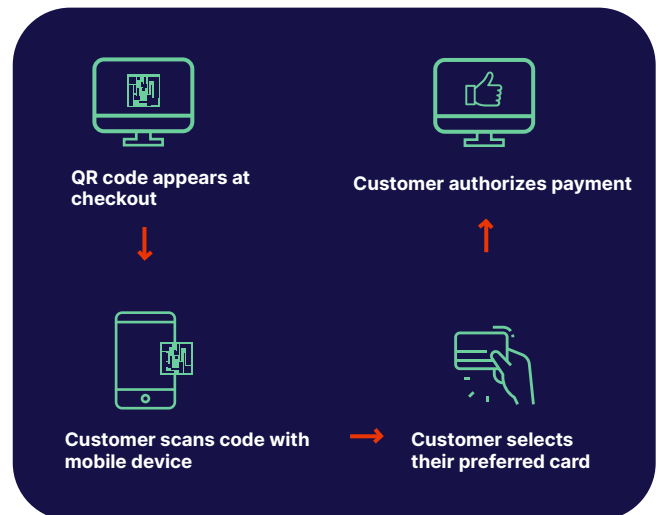 QR code appears at
checkout
Customer scans code with
mobile device
Customer selects
their preferred card
Customer authorizes payment